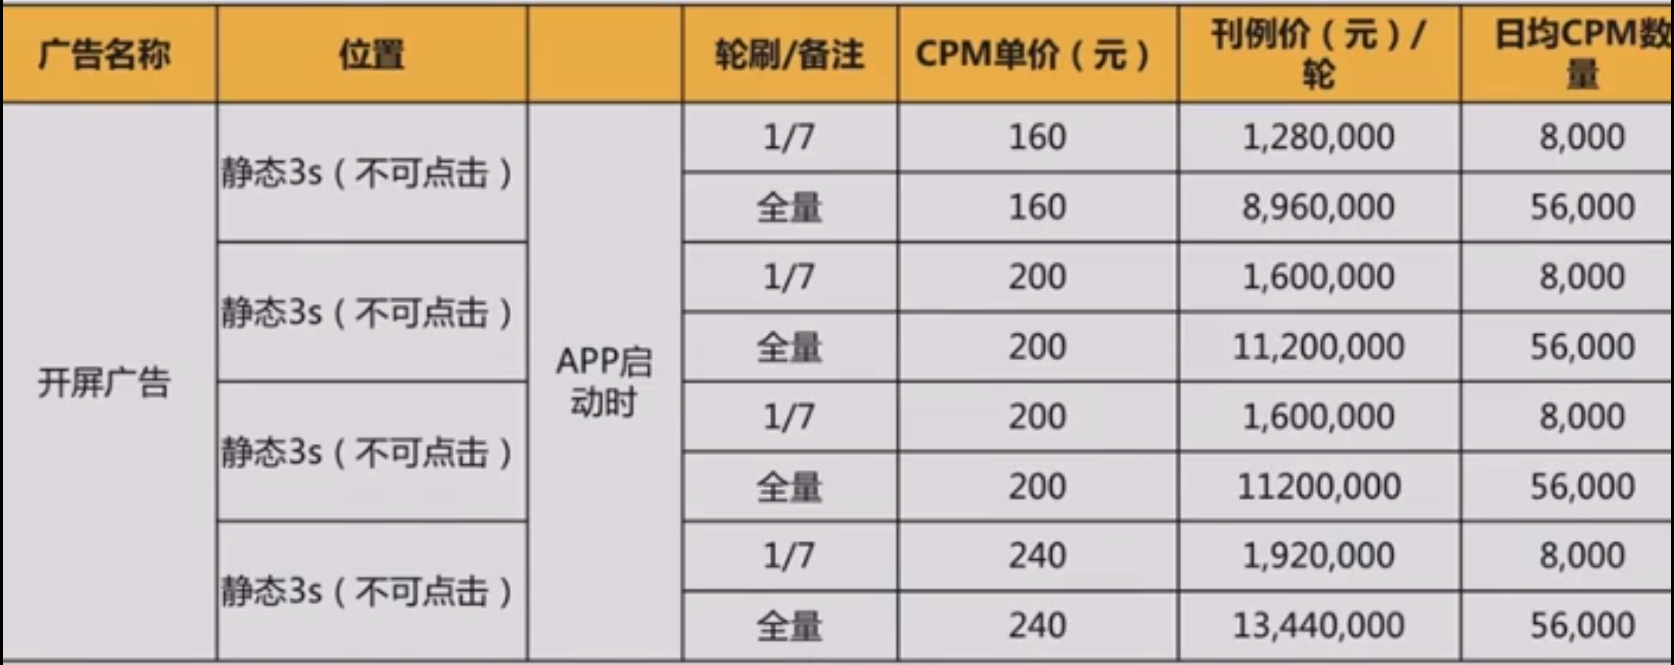 广告名称 位置 轮刷/备注 CPM单价（元） 刊例价（元）/轮 日均CPM数量
开屏广告 静态3s（不可点击） APP启动时 1/7 160 1,280,000 8,000
全量 160 8,960,000 56,000
静态3s（不可点击） 1/7 200 1,600,000 8,000
全量 200 11,200,000 56,000
静态3s（不可点击） 1/7 200 1,600,000 8,000
全量 200 11200,000 56,000
静态3s（不可点击） 1/7 240 1,920,000 8,000
全量 240 13,440,000 56,000